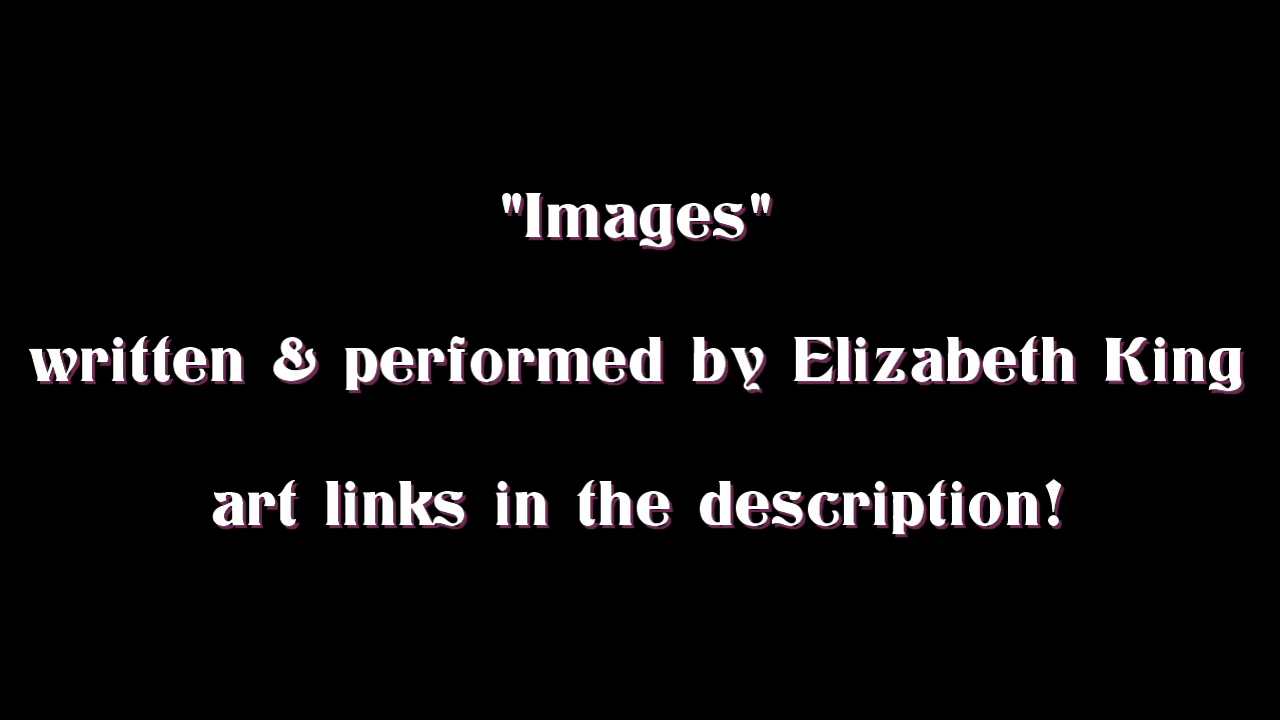 "Images"
written & performed by Elizabeth King
art links in the description!